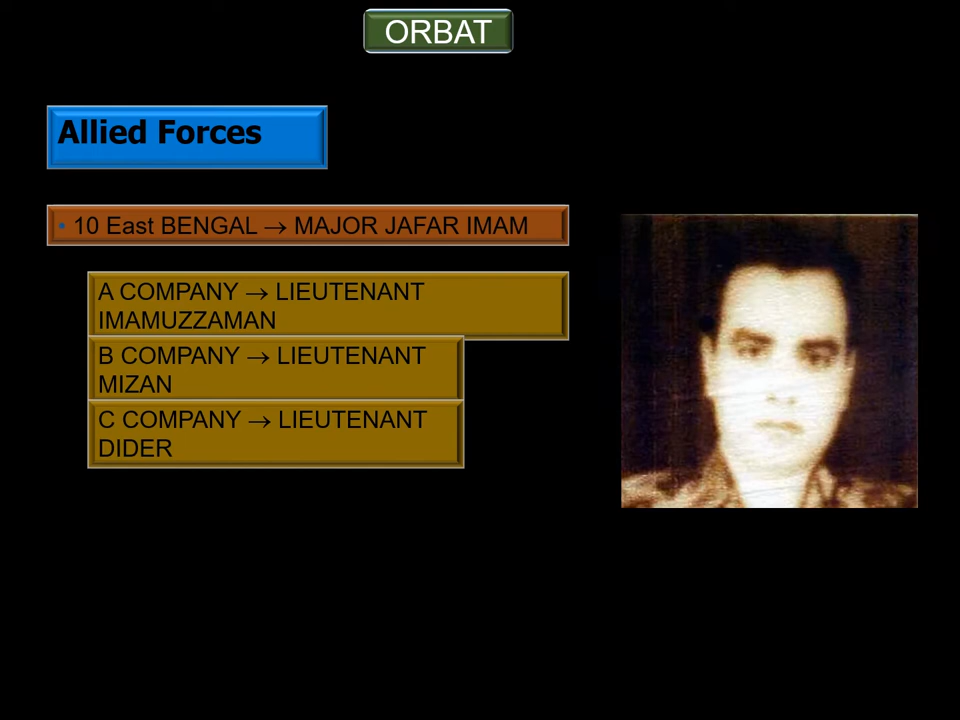 ORBAT
Allied Forces
• 10 East BENGAL → MAJOR JAFAR IMAM
A COMPANY → LIEUTENANT
IMAMUZZAMAN
B COMPANY → LIEUTENANT
MIZAN
C COMPANY → LIEUTENANT
DIDER